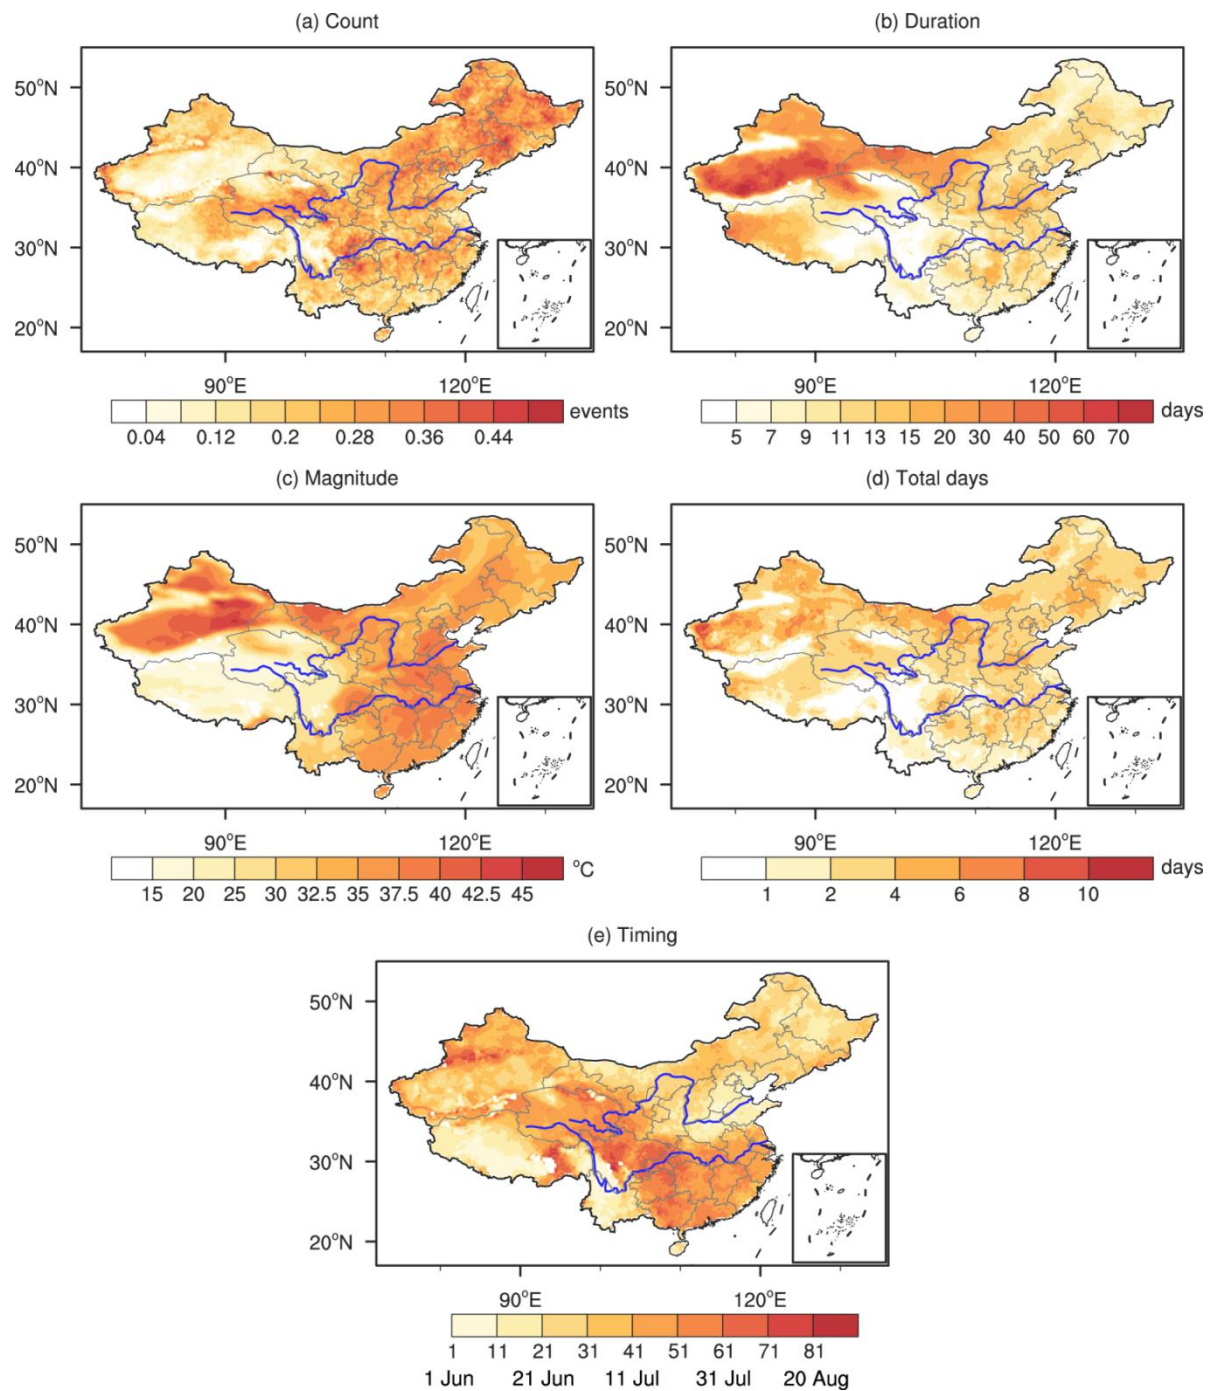 (a) Count
(b) Duration
50°N
40°N
30°N
20°N
50°N
40°N
30°N
20°N
90°E 120°E
90°E 120°E
events
0.04 0.12 0.2 0.28 0.36 0.44
days
5 7 9 11 13 15 20 30 40 50 60 70
(c) Magnitude
(d) Total days
50°N
40°N
30°N
20°N
50°N
40°N
30°N
20°N
90°E 120°E
90°E 120°E
°C
15 20 25 30 32.5 35 37.5 40 42.5 45
days
1 2 4 6 8 10
(e) Timing
50°N
40°N
30°N
20°N
90°E 120°E
1 11 21 31 41 51 61 71 81
1 Jun 21 Jun 11 Jul 31 Jul 20 Aug